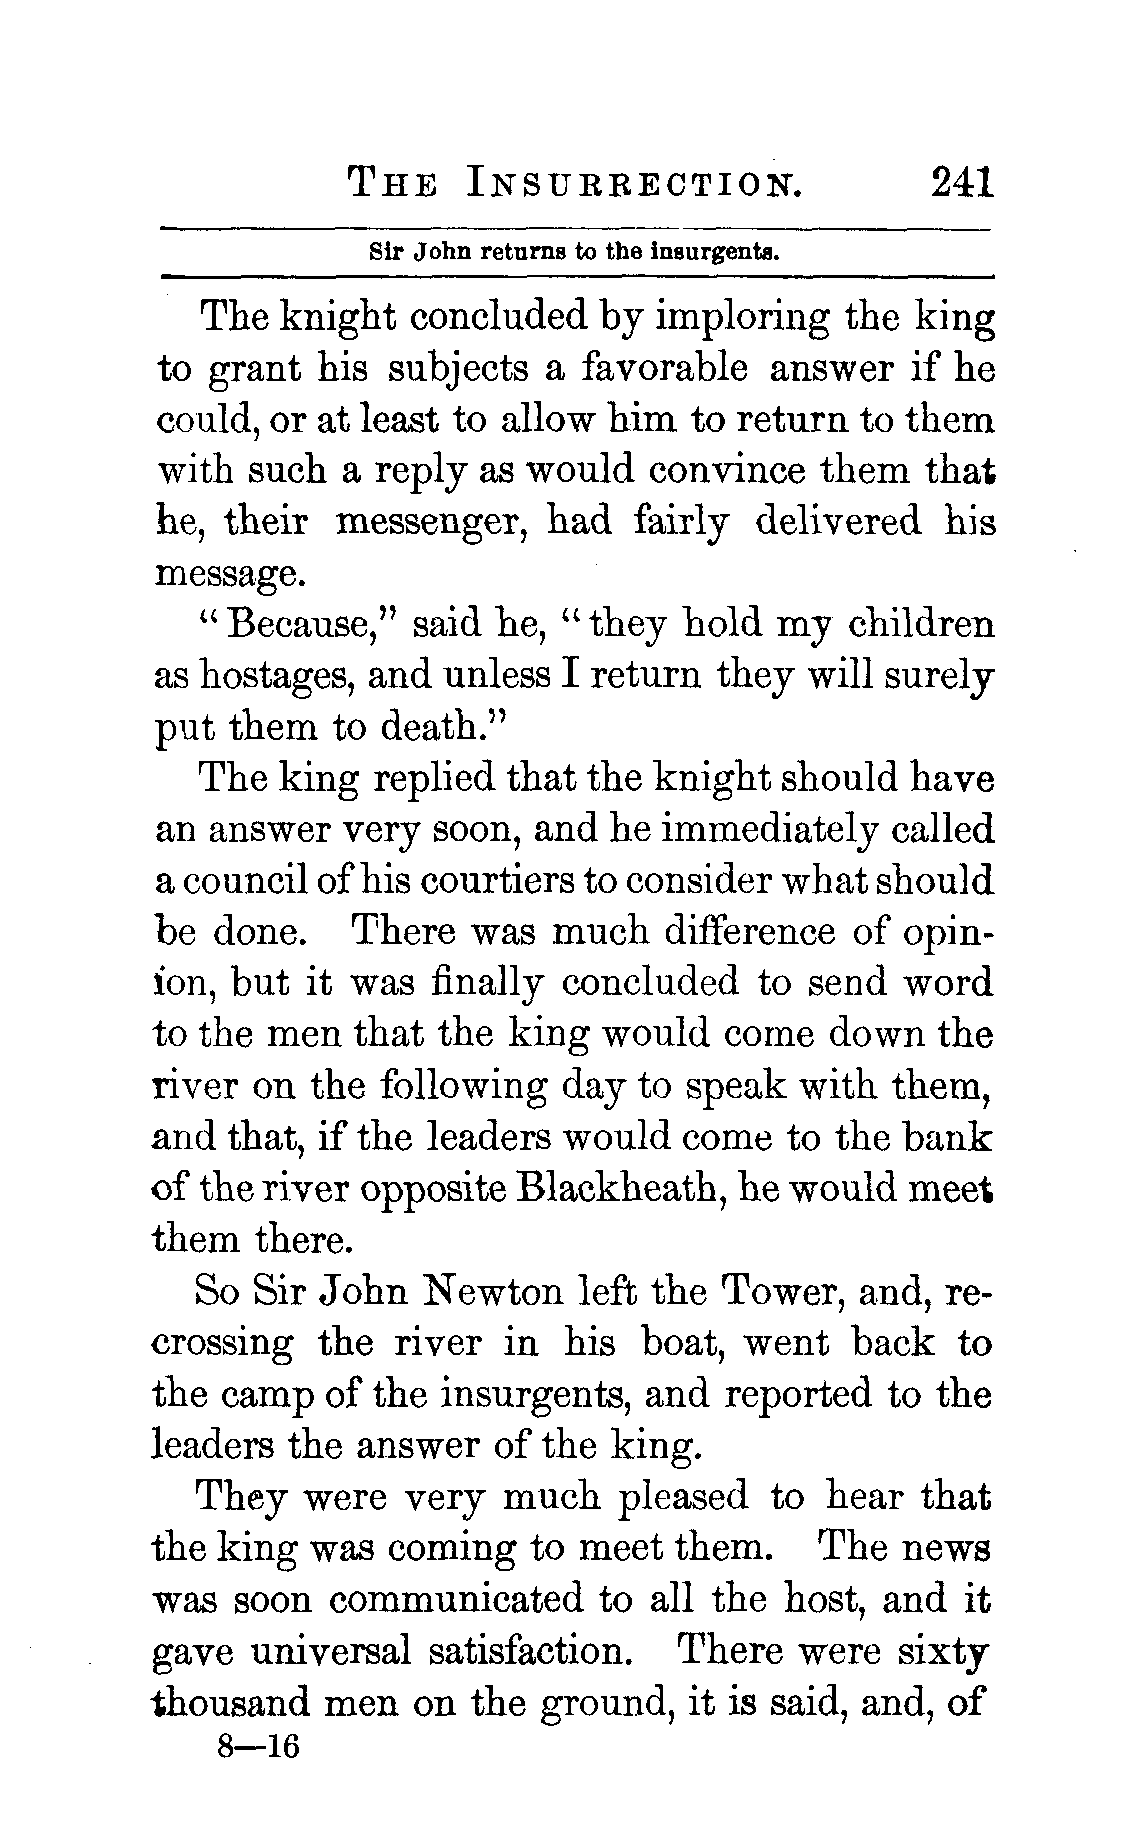 The Insurrection. 241
Sir John returns to the insurgents.
The knight concluded by imploring the king
to grant his subjects a favorable answer if he
could, or at least to allow him to return to them
with such a reply as would convince them that
he, their messenger, had fairly delivered his
message.
“Because,” said he, “they hold my children
as hostages, and unless I return they will surely
put them to death.”
The king replied that the knight should have
an answer very soon, and he immediately called
a council of his courtiers to consider what should
be done. There was much difference of opin-
ion, but it was finally concluded to send word
to the men that the king would come down the
river on the following day to speak with them,
and that, if the leaders would come to the bank
of the river opposite Blackheath, he would meet
them there.
So Sir John Newton left the Tower, and, re-
crossing the river in his boat, went back to
the camp of the insurgents, and reported to the
leaders the answer of the king.
They were very much pleased to hear that
the king was coming to meet them. The news
was soon communicated to all the host, and it
gave universal satisfaction. There were sixty
thousand men on the ground, it is said, and, of
8—16